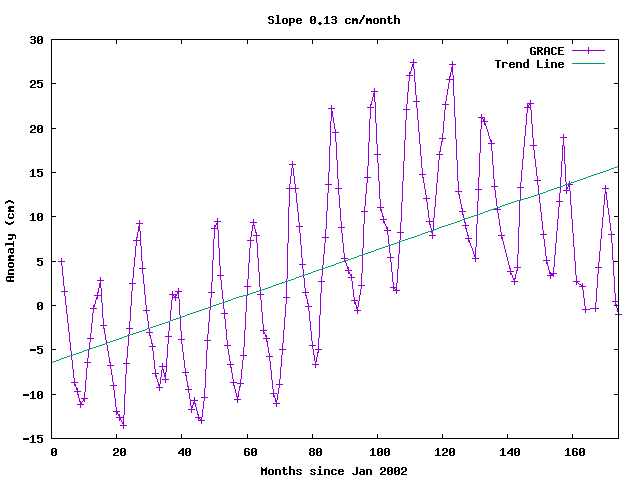 Slope 0.13 cm/month
GRACE
Trend Line
30
25
20
15
10
5
0
-5
-10
-15
Anomaly (cm)
0 20 40 60 80 100 120 140 160
Months since Jan 2002